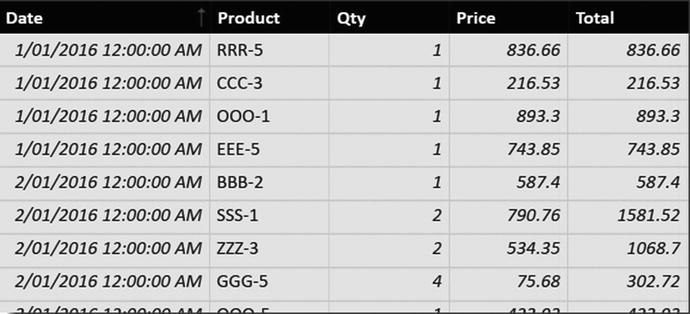 Date Product Qty Price Total
1/01/2016 12:00:00 AM RRR-5 1 836.66 836.66
1/01/2016 12:00:00 AM CCC-3 1 216.53 216.53
1/01/2016 12:00:00 AM OOO-1 1 893.3 893.3
1/01/2016 12:00:00 AM EEE-5 1 743.85 743.85
2/01/2016 12:00:00 AM BBB-2 1 587.4 587.4
2/01/2016 12:00:00 AM SSS-1 2 790.76 1581.52
2/01/2016 12:00:00 AM ZZZ-3 2 534.35 1068.7
2/01/2016 12:00:00 AM GGG-5 4 75.68 302.72